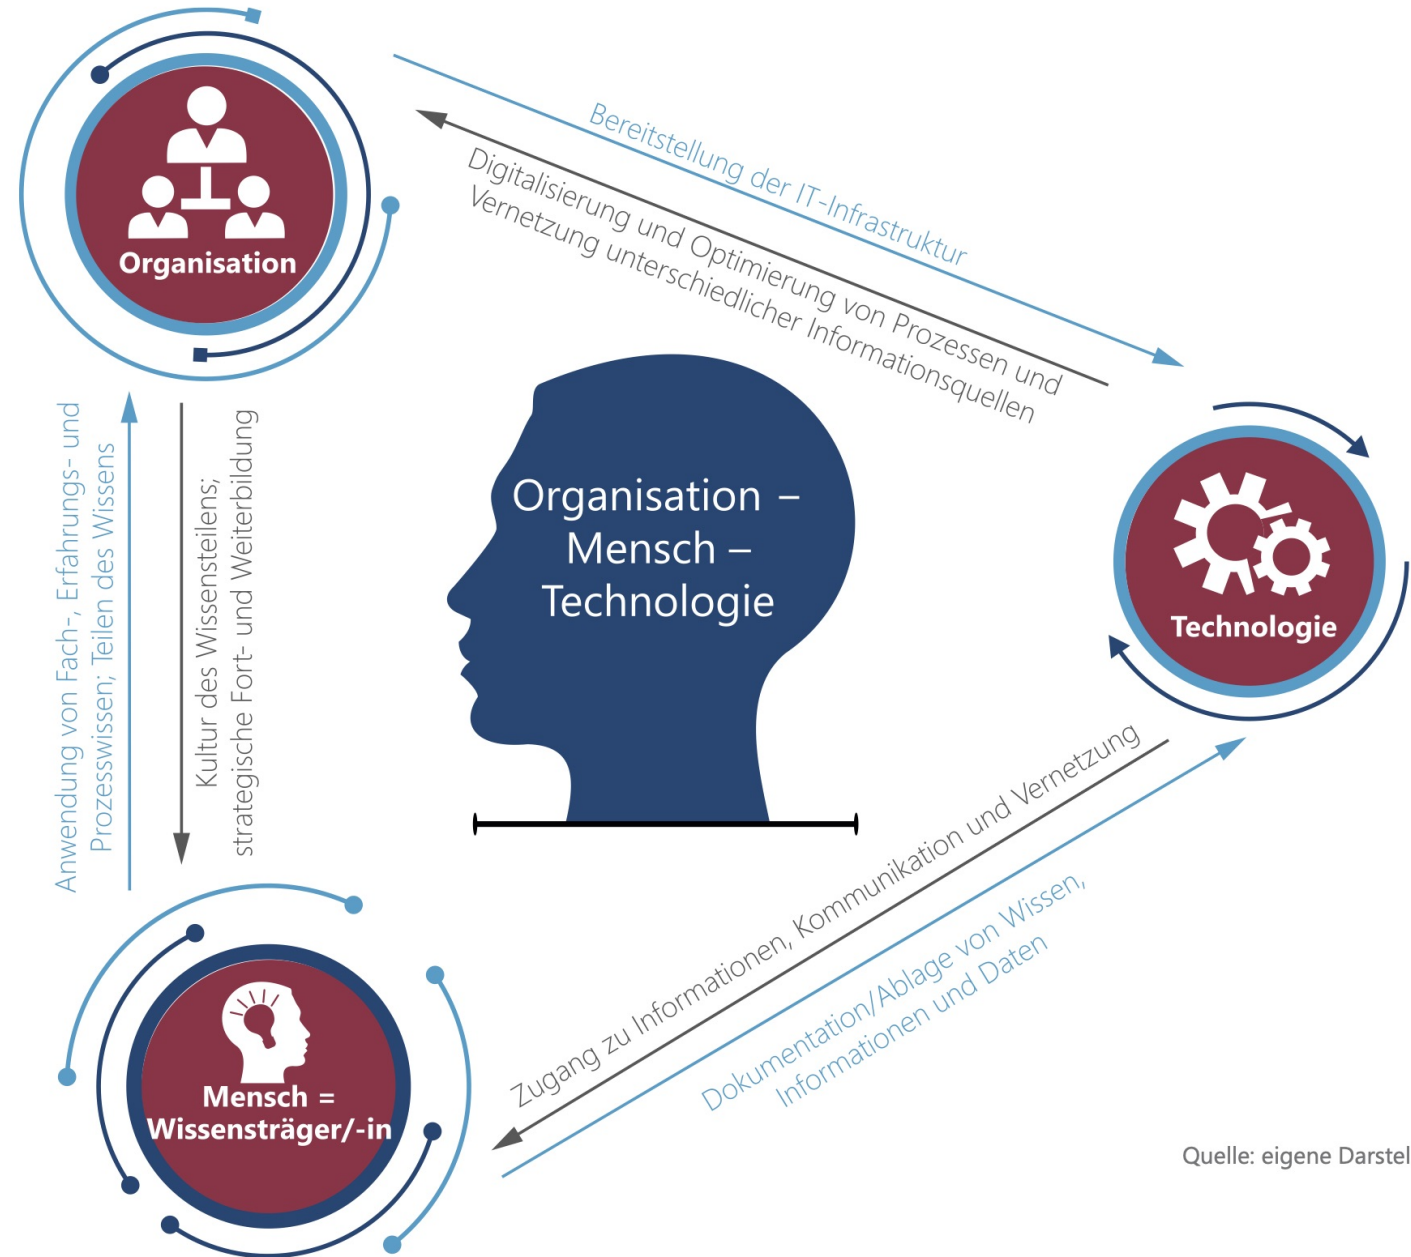 Organisation
Bereitstellung der IT-Infrastruktur
Digitalisierung und Optimierung von Prozessen und
Vernetzung unterschiedlicher Informationsquellen
Technologie
Organisation –
Mensch –
Technologie
Anwendung von Fach-, Erfahrungs- und
Prozesswissen; Teilen des Wissens
Kultur des Wissensteilens;
strategische Fort- und Weiterbildung
Zugang zu Informationen, Kommunikation und Vernetzung
Dokumentation/Ablage von Wissen,
Informationen und Daten
Mensch =
Wissensträger/-in
Quelle: eigene Darstel